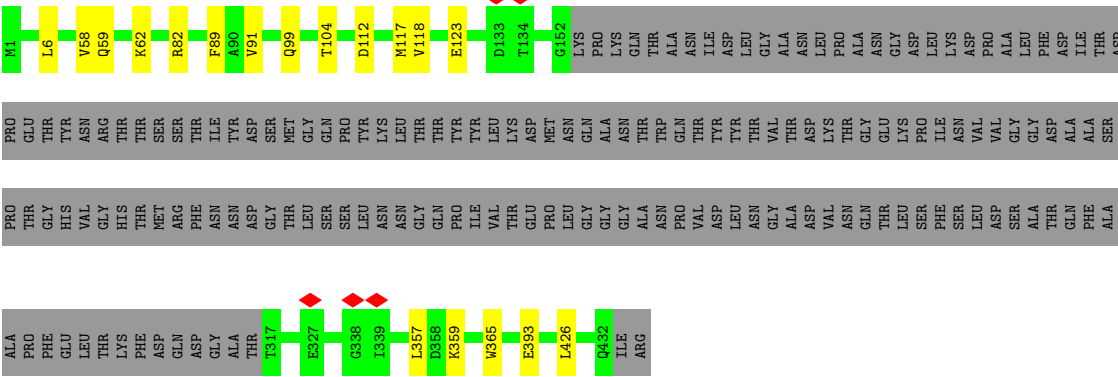 M1 L6 V58 Q59 K62 R82 F89 A90 V91 Q99 T104 D112 M117 V118 E123 D133 T134 G152 LYS PRO LYS GLN THR ALA ASN ILE ASP LEU GLY ALA ASN LEU PRO ALA ASN GLY ASP LEU LYS ASP PRO ALA LEU PHE ASP ILE THR ASP
PRO GLU THR TYR ASN ARG THR THR SER SER THR ILE TYR ASP SER MET GLY GLN PRO TYR LYS LEU THR THR TYR TYR LEU LYS ASP MET ASN GLN ALA ASN THR TRP GLN THR TYR TYR THR VAL THR ASP LYS THR GLY GLU LYS PRO ILE ASN VAL VAL GLY GLY ASP ALA ALA SER
PRO THR GLY HIS VAL GLY HIS THR MET ARG PHE ASN ASN ASP GLY THR LEU SER SER LEU ASN ASN GLY GLN PRO ILE VAL THR GLU PRO LEU GLY GLY GLY ALA ASN PRO VAL ASP LEU ASN GLY ALA ASP VAL ASN GLN THR LEU SER PHE SER LEU ASP SER ALA THR GLN PHE ALA
ALA PRO PHE GLU LEU THR LYS PHE ASP GLN ASP GLY ALA THR T317 E327 G338 I339 L357 D358 K359 W365 E393 L426 Q432 ILE ARG